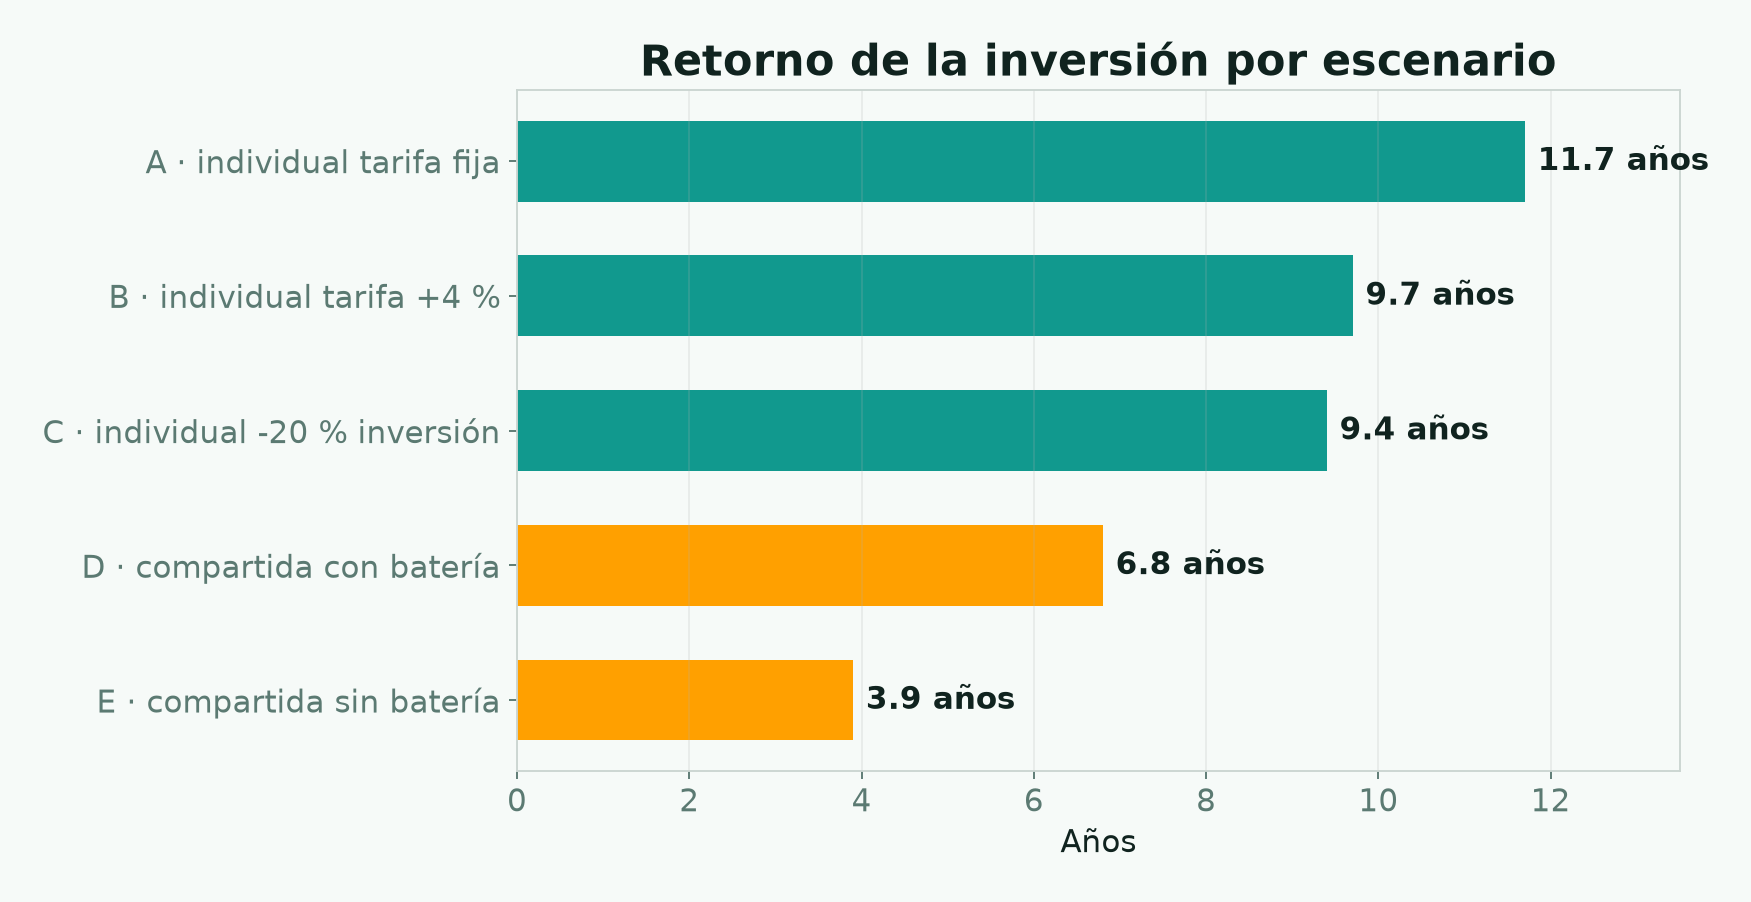 Retorno de la inversión por escenario
A · individual tarifa fija
11.7 años
B · individual tarifa +4 %
9.7 años
C · individual -20 % inversión
9.4 años
D · compartida con batería
6.8 años
E · compartida sin batería
3.9 años
0 2 4 6 8 10 12
Años